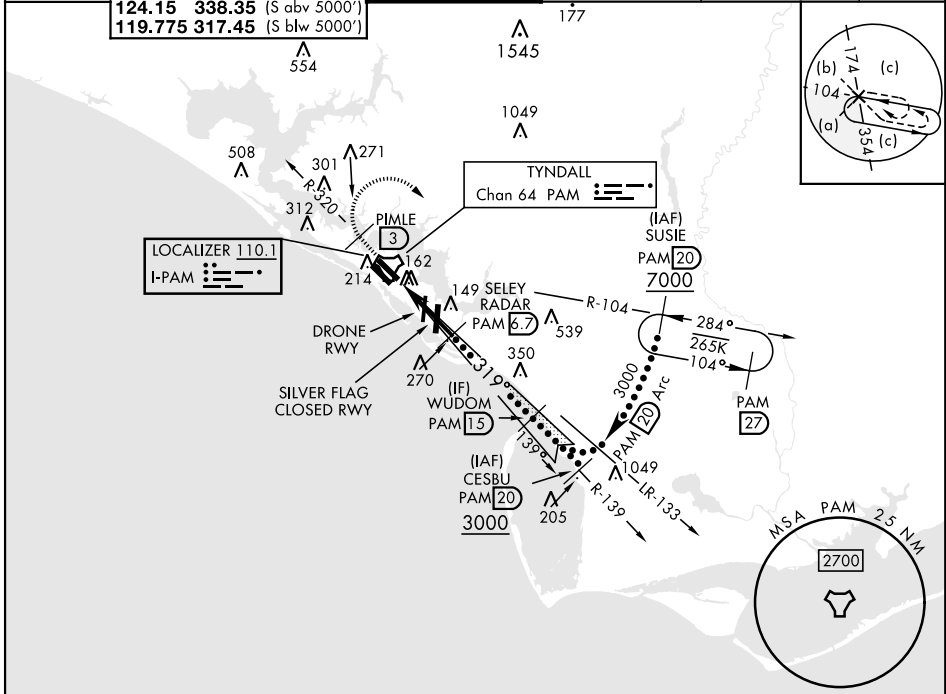 124.15 338.35 (S abv 5000')
119.775 317.45 (S blw 5000')
177
1545
554
1049
508
301
271
R-320
312
PIMLE
3
TYNDALL
Chan 64 PAM
LOCALIZER 110.1
I-PAM
214
162
149
SELEY
RADAR
PAM 6.7
DRONE
RWY
SILVER FLAG
CLOSED RWY
270
319°
350
539
(IF)
WUDOM
PAM 15
139°
(IAF)
CESBU
PAM 20
3000
205
R-139
LR-133
1049
PAM 20 Arc
3000
(IAF)
SUSIE
PAM 20
7000
R-104
284°
265K
104°
PAM
27
174
(b)
(c)
104
(a)
(c)
354
MSA PAM 25 NM
2700